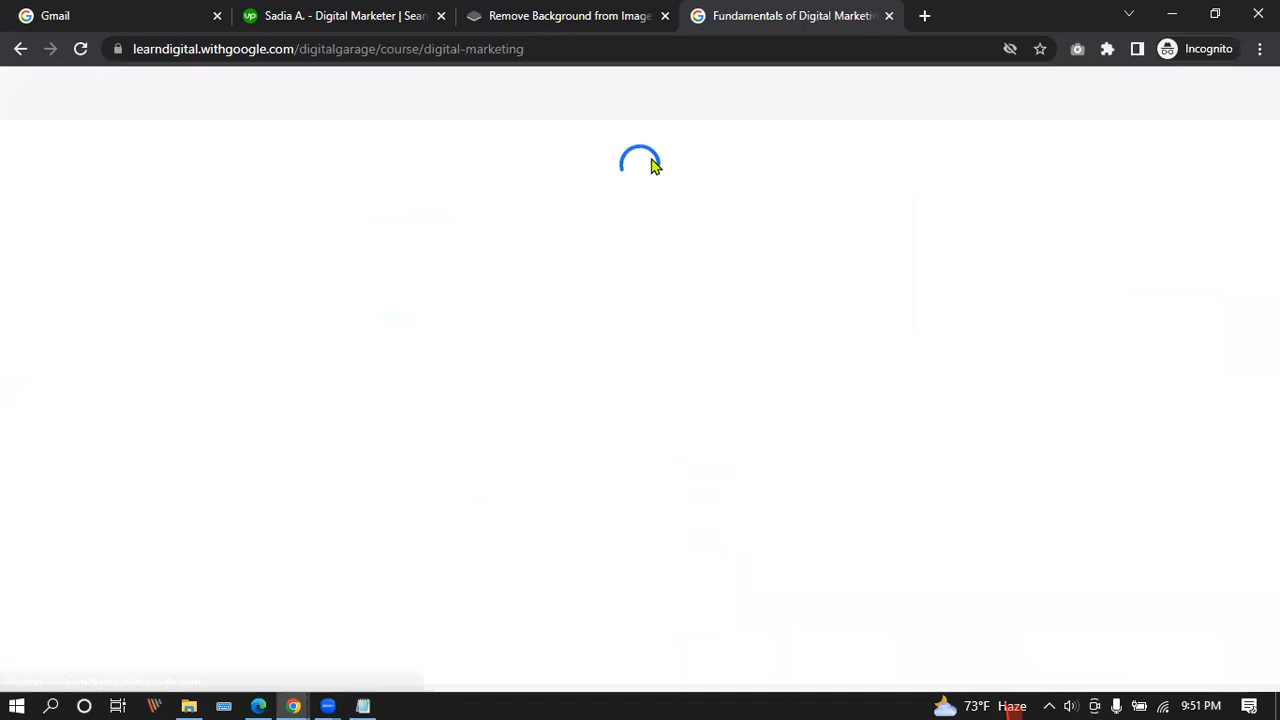 Gmail
Sadia A. - Digital Marketer | Sear
Remove Background from Image
Fundamentals of Digital Marketin
learndigital.withgoogle.com/digitalgarage/course/digital-marketing
Incognito
73°F Haze
9:51 PM